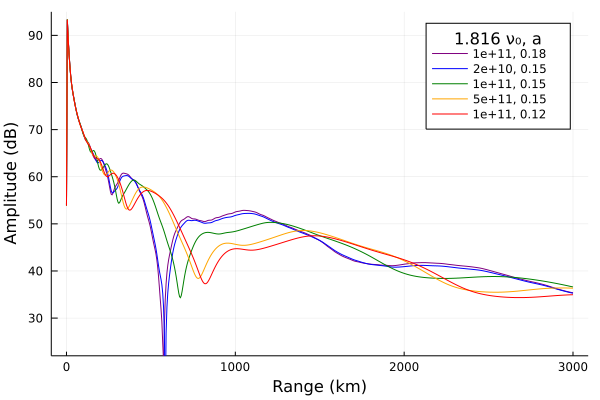 90
80
70
60
50
40
30
Amplitude (dB)
1.816 ν₀, a
1e+11, 0.18
2e+10, 0.15
1e+11, 0.15
5e+11, 0.15
1e+11, 0.12
0
1000
2000
3000
Range (km)